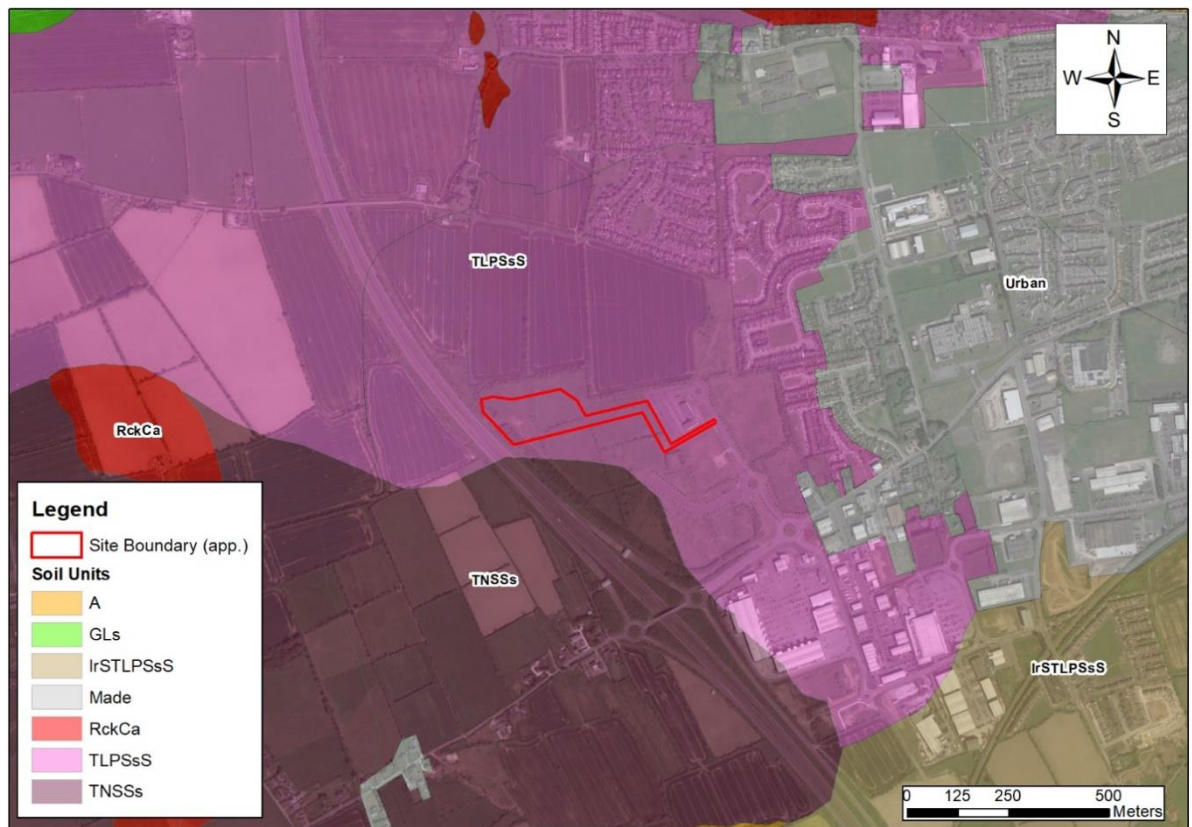 N
W E
S
TLPSsS
Urban
RckCa
TNSSs
IrSTLPSsS
Legend
Site Boundary (app.)
Soil Units
A
GLs
IrSTLPSsS
Made
RckCa
TLPSsS
TNSSs
0 125 250 500
Meters